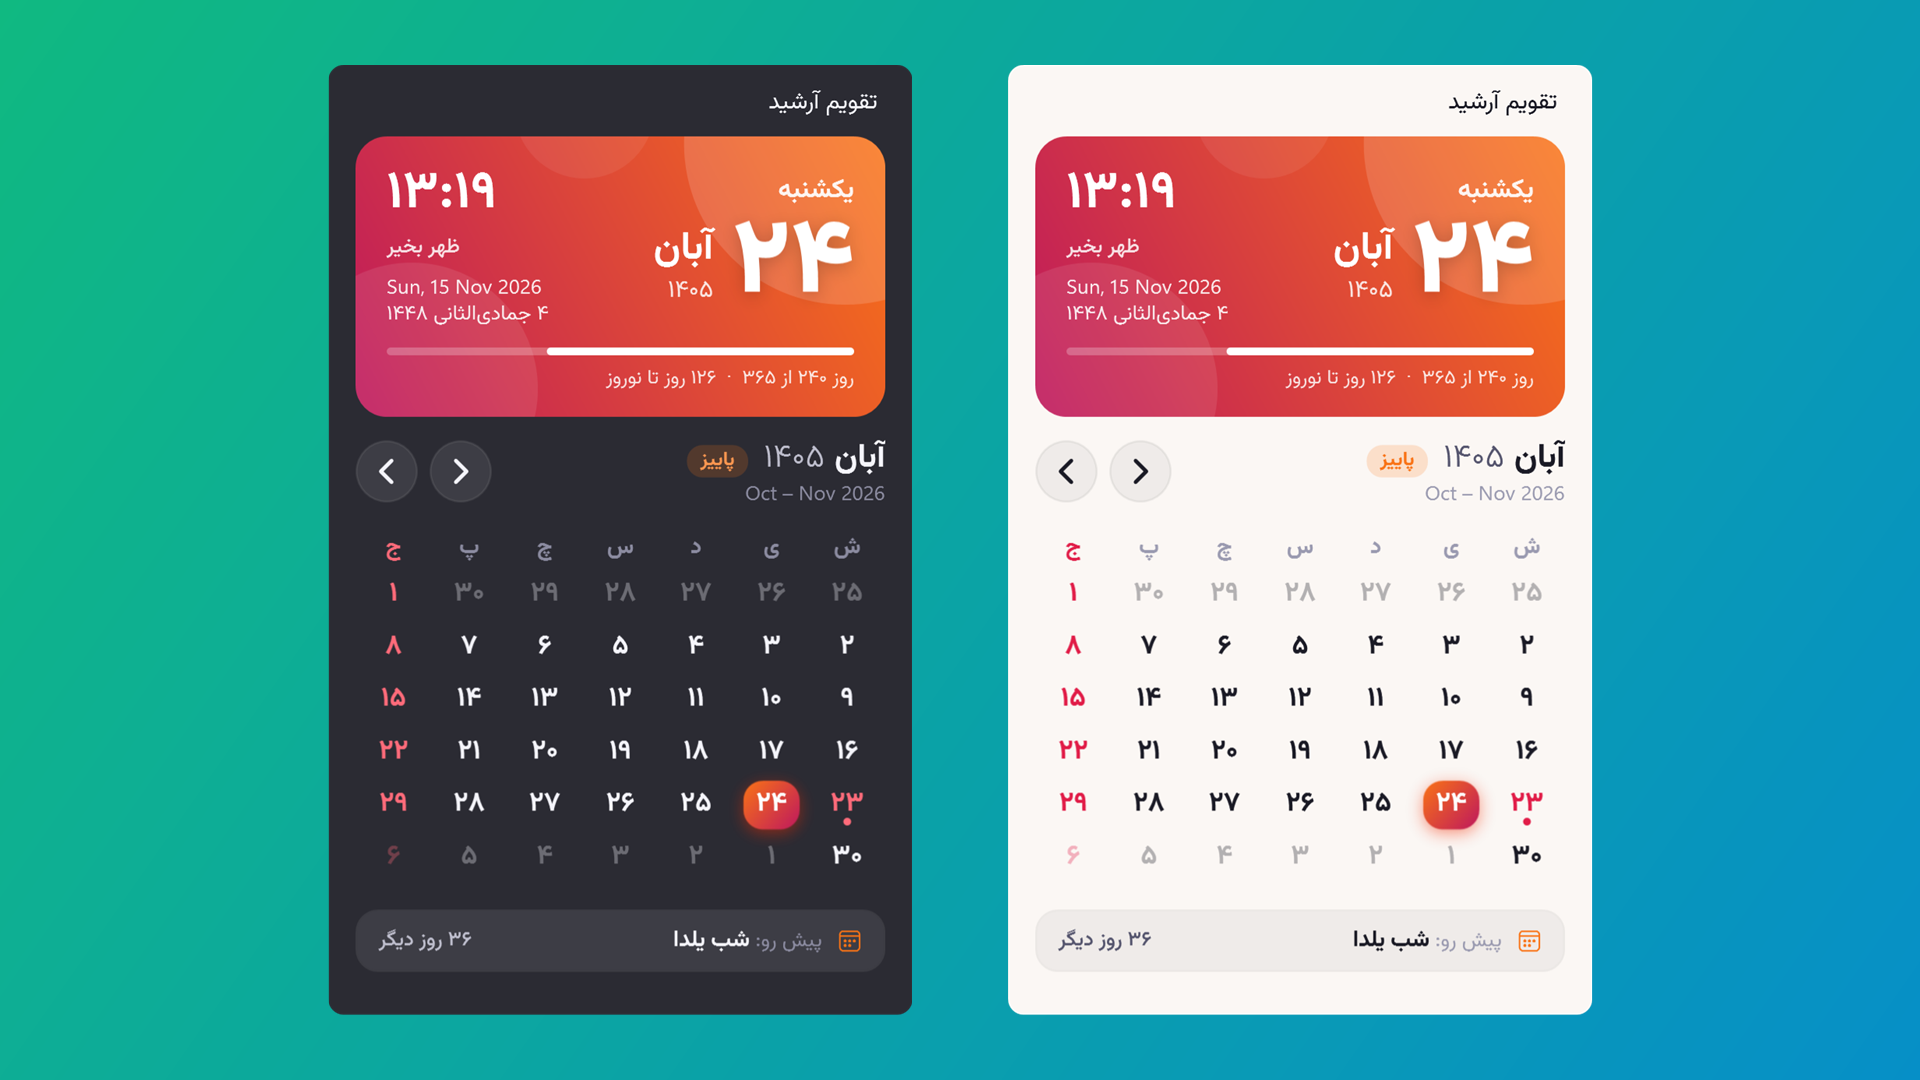 تقویم آرشید
یکشنبه
۲۴ آبان
۱۴۰۵
۱۳:۱۹
ظهر بخیر
Sun, 15 Nov 2026
۴ جمادی‌الثانی ۱۴۴۸
روز ۲۴۰ از ۳۶۵ · ۱۲۶ روز تا نوروز
آبان ۱۴۰۵ پاییز
Oct – Nov 2026
ش ی د س چ پ ج
۲۵ ۲۶ ۲۷ ۲۸ ۲۹ ۳۰ ۱
۲ ۳ ۴ ۵ ۶ ۷ ۸
۹ ۱۰ ۱۱ ۱۲ ۱۳ ۱۴ ۱۵
۱۶ ۱۷ ۱۸ ۱۹ ۲۰ ۲۱ ۲۲
۲۳ ۲۴ ۲۵ ۲۶ ۲۷ ۲۸ ۲۹
۳۰ ۱ ۲ ۳ ۴ ۵ ۶
پیش رو: شب یلدا ۳۶ روز دیگر
تقویم آرشید
یکشنبه
۲۴ آبان
۱۴۰۵
۱۳:۱۹
ظهر بخیر
Sun, 15 Nov 2026
۴ جمادی‌الثانی ۱۴۴۸
روز ۲۴۰ از ۳۶۵ · ۱۲۶ روز تا نوروز
آبان ۱۴۰۵ پاییز
Oct – Nov 2026
ش ی د س چ پ ج
۲۵ ۲۶ ۲۷ ۲۸ ۲۹ ۳۰ ۱
۲ ۳ ۴ ۵ ۶ ۷ ۸
۹ ۱۰ ۱۱ ۱۲ ۱۳ ۱۴ ۱۵
۱۶ ۱۷ ۱۸ ۱۹ ۲۰ ۲۱ ۲۲
۲۳ ۲۴ ۲۵ ۲۶ ۲۷ ۲۸ ۲۹
۳۰ ۱ ۲ ۳ ۴ ۵ ۶
پیش رو: شب یلدا ۳۶ روز دیگر